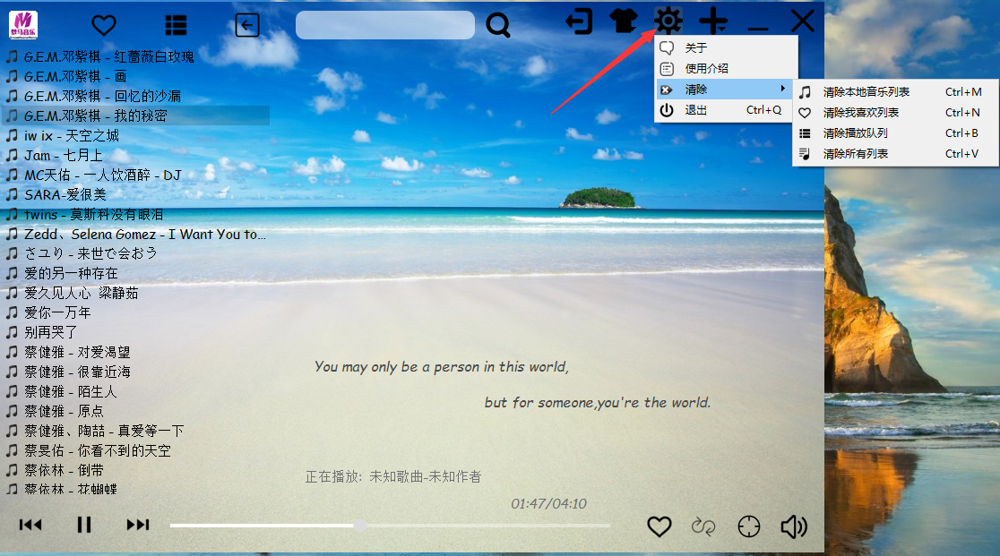 梦马音乐
G.E.M.邓紫棋 - 红蔷薇白玫瑰
G.E.M.邓紫棋 - 画
G.E.M.邓紫棋 - 回忆的沙漏
G.E.M.邓紫棋 - 我的秘密
iw ix - 天空之城
Jam - 七月上
MC天佑 - 一人饮酒醉 - DJ
SARA-爱很美
twins - 莫斯科没有眼泪
Zedd、Selena Gomez - I Want You to...
さユり - 来世で会おう
爱的另一种存在
爱久见人心 梁静茹
爱你一万年
别再哭了
蔡健雅 - 对爱渴望
蔡健雅 - 很靠近海
蔡健雅 - 陌生人
蔡健雅 - 原点
蔡健雅、陶喆 - 真爱等一下
蔡旻佑 - 你看不到的天空
蔡依林 - 倒带
蔡依林 - 花蝴蝶
关于
使用介绍
清除
退出 Ctrl+Q
清除本地音乐列表 Ctrl+M
清除我喜欢列表 Ctrl+N
清除播放队列 Ctrl+B
清除所有列表 Ctrl+V
You may only be a person in this world,
but for someone,you're the world.
正在播放: 未知歌曲-未知作者
01:47/04:10